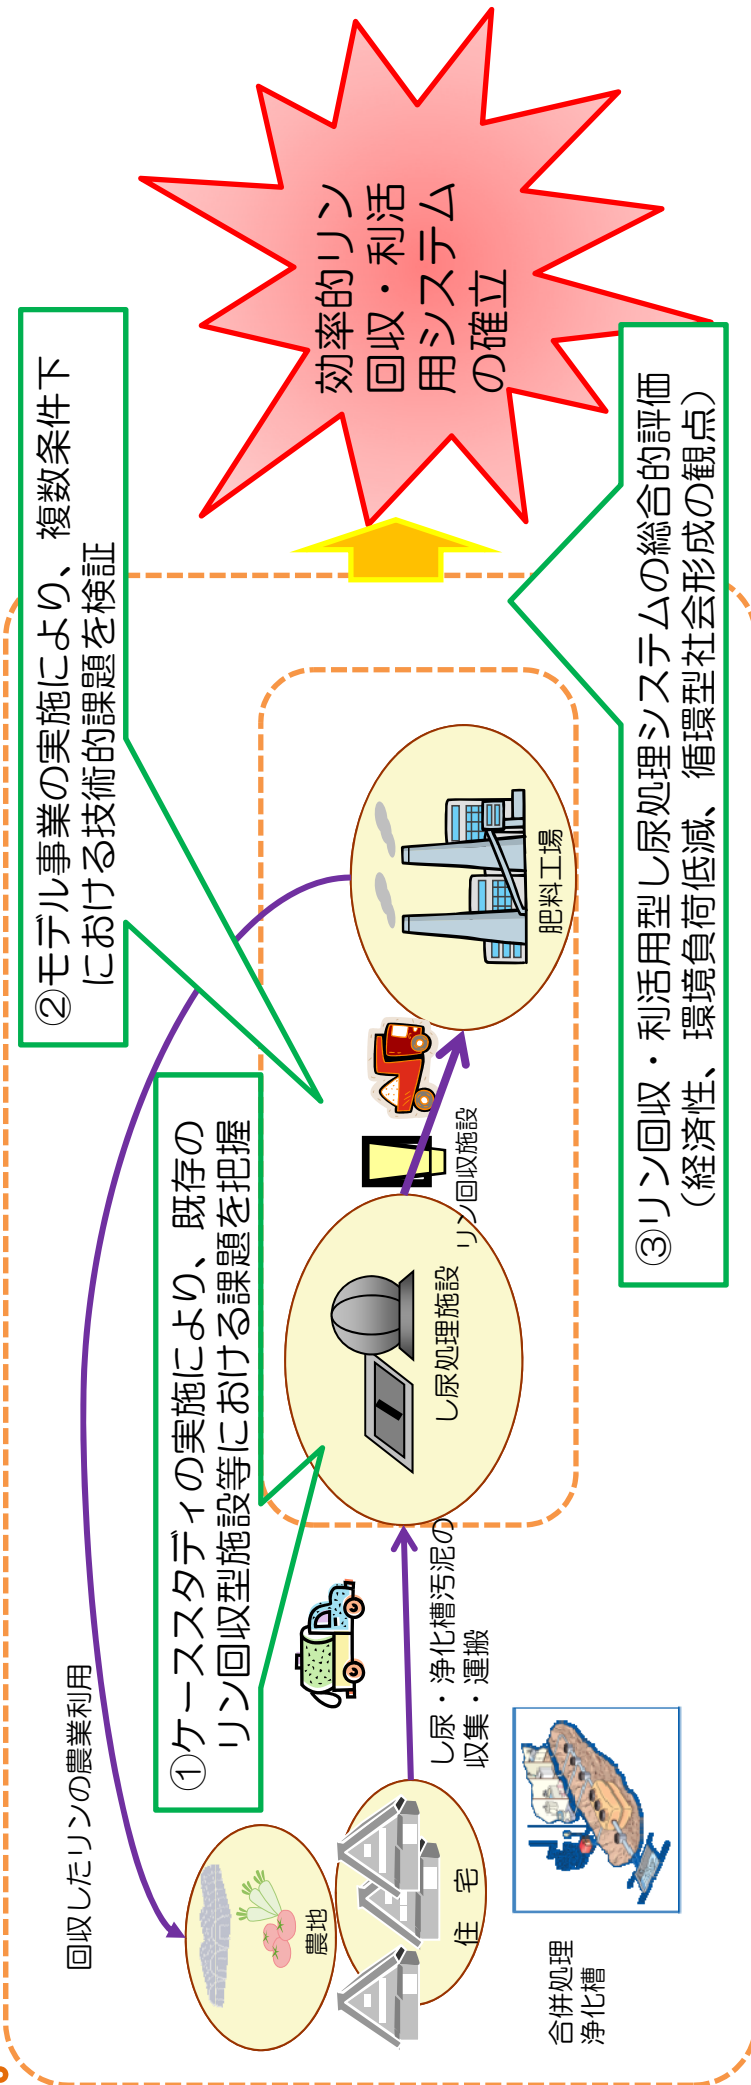 回収したリンの農業利用
①ケーススタディの実施により、既存の
リン回収型施設等における課題を把握
②モデル事業の実施により、複数条件下
における技術的課題を検証
農地
住　宅
合併処理
浄化槽
し尿・浄化槽汚泥の
収集・運搬
し尿処理施設
リン回収施設
肥料工場
③リン回収・利活用型し尿処理システムの総合的評価
（経済性、環境負荷低減、循環型社会形成の観点）
効率的リン
回収・利活
用システム
の確立